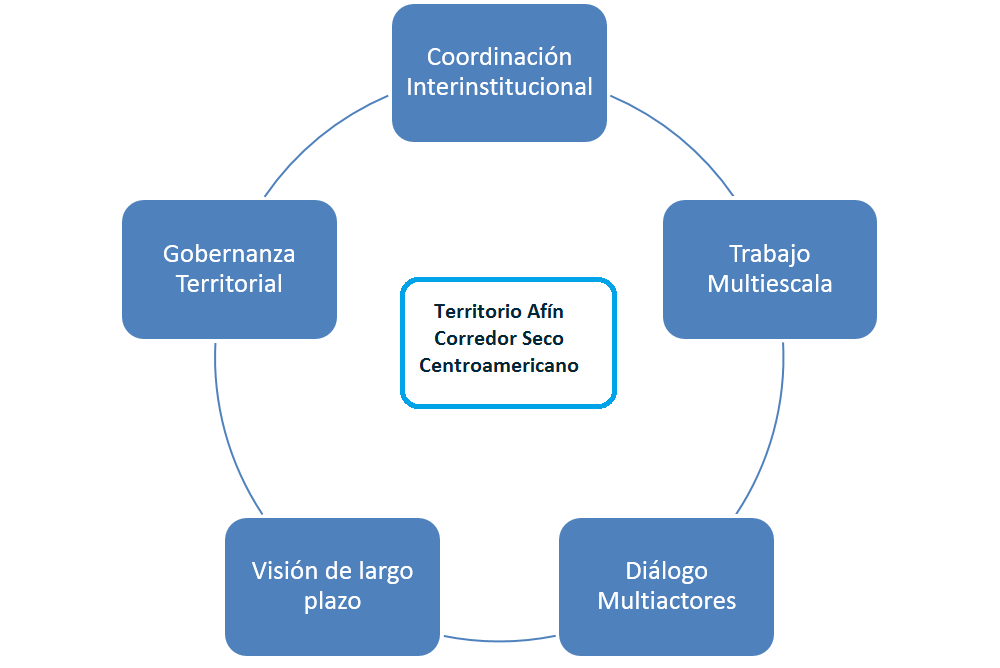 Coordinación
Interinstitucional
Gobernanza
Territorial
Trabajo
Multiescala
Territorio Afín
Corredor Seco
Centroamericano
Visión de largo
plazo
Diálogo
Multiactores